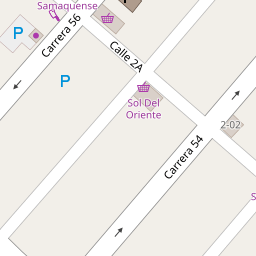 Samaquense
P
Carrera 56
Calle 2A
P
Sol Del
Oriente
2-02
Carrera 54
S